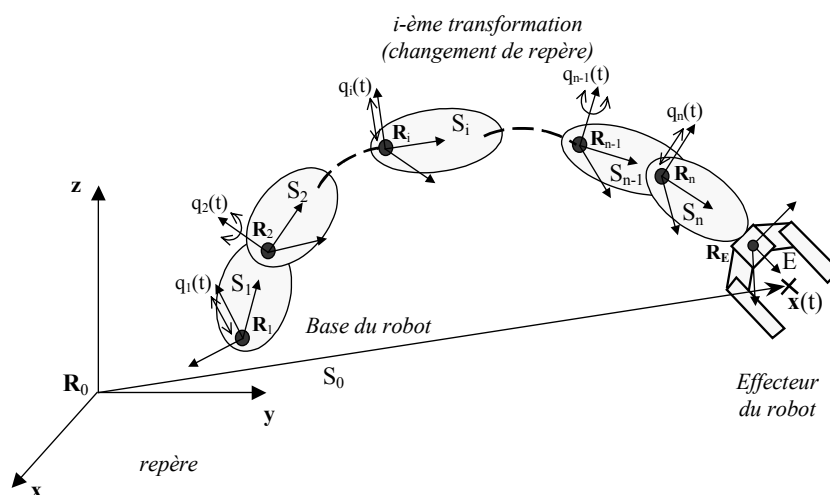 i-ème transformation
(changement de repère)
qₙ₋₁(t)
qᵢ(t)
qₙ(t)
Rᵢ
Sᵢ
Rₙ₋₁
Sₙ₋₁
Rₙ
Sₙ
z
S₂
q₂(t)
R₂
R_E
E
q₁(t)
S₁
x(t)
R₁
Base du robot
S₀
R₀
y
Effecteur
du robot
repère
x